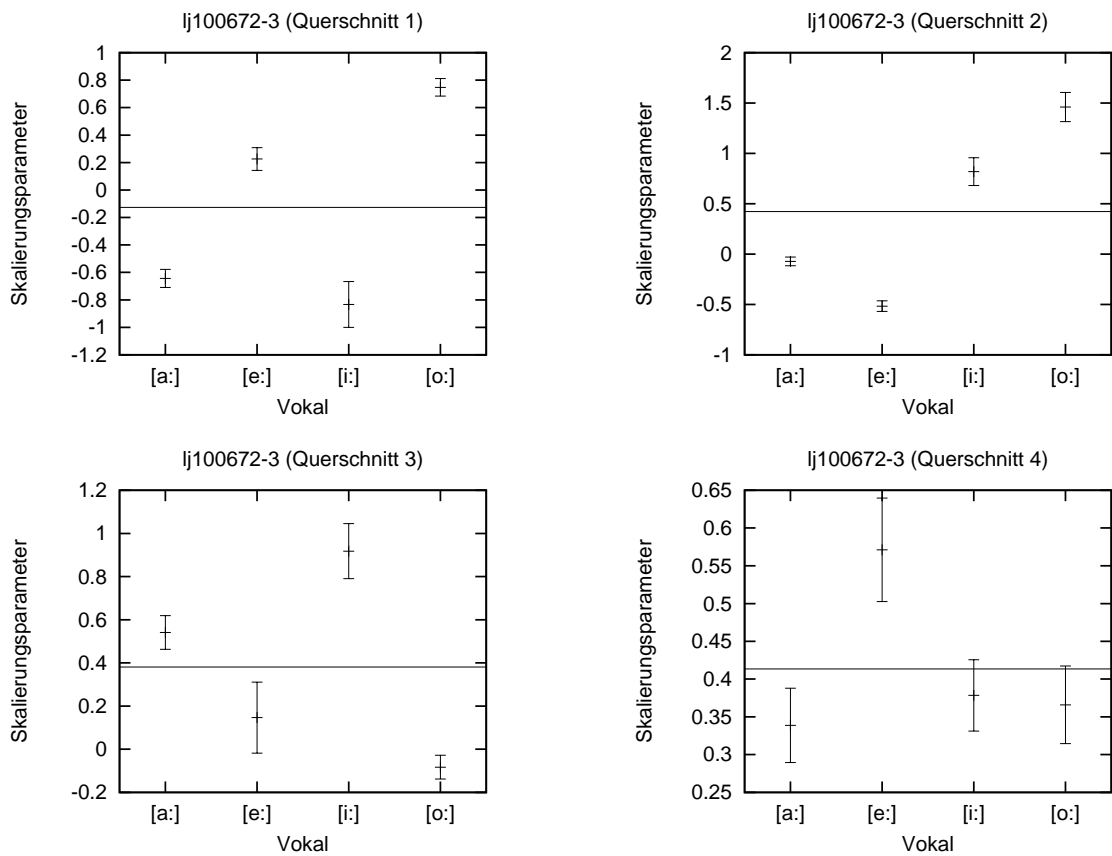 lj100672-3 (Querschnitt 1)
Skalierungsparameter
1
0.8
0.6
0.4
0.2
0
-0.2
-0.4
-0.6
-0.8
-1
-1.2
[a:] [e:] [i:] [o:]
Vokal
lj100672-3 (Querschnitt 2)
Skalierungsparameter
2
1.5
1
0.5
0
-0.5
-1
[a:] [e:] [i:] [o:]
Vokal
lj100672-3 (Querschnitt 3)
Skalierungsparameter
1.2
1
0.8
0.6
0.4
0.2
0
-0.2
[a:] [e:] [i:] [o:]
Vokal
lj100672-3 (Querschnitt 4)
Skalierungsparameter
0.65
0.6
0.55
0.5
0.45
0.4
0.35
0.3
0.25
[a:] [e:] [i:] [o:]
Vokal